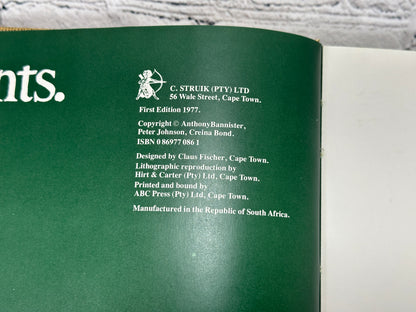 nts.
C. STRUIK (PTY) LTD
56 Wale Street, Cape Town.
First Edition 1977.
Copyright © AnthonyBannister,
Peter Johnson, Creina Bond.
ISBN 0 86977 086 1
Designed by Claus Fischer, Cape Town.
Lithographic reproduction by
Hirt & Carter (Pty) Ltd, Cape Town.
Printed and bound by
ABC Press (Pty) Ltd, Cape Town.
Manufactured in the Republic of South Africa.